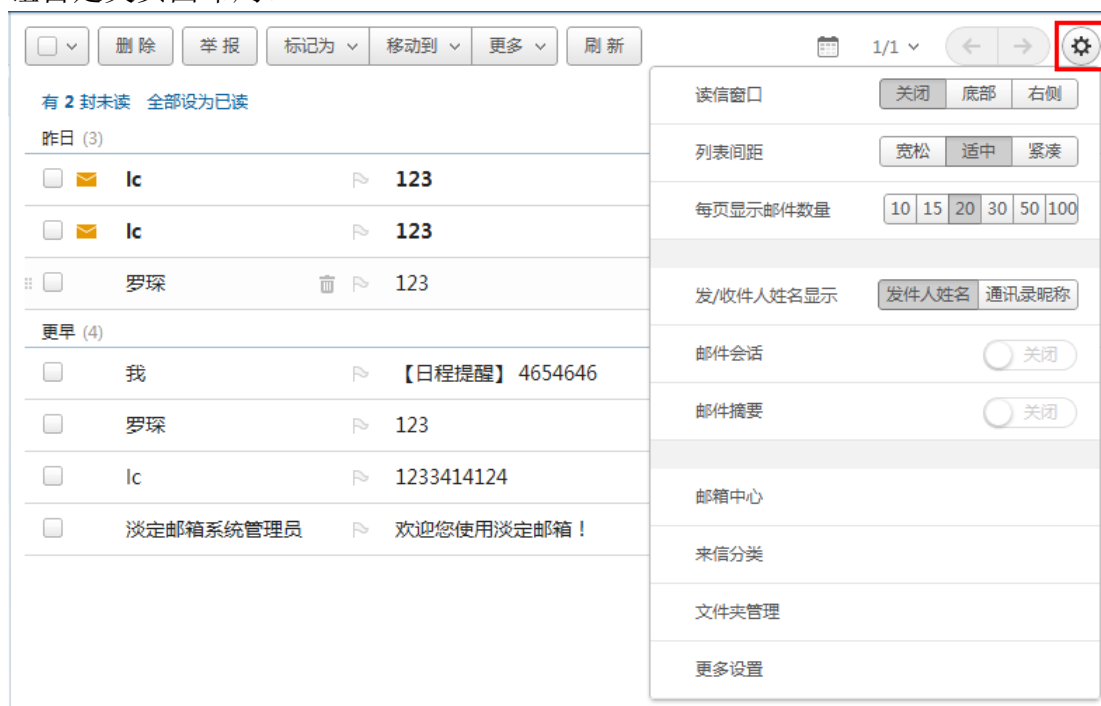 删 除 举 报 标记为 移动到 更多 刷 新 1/1
有 2 封未读 全部设为已读
昨日 (3)
lc 123
lc 123
罗琛 123
更早 (4)
我 【日程提醒】 4654646
罗琛 123
lc 1233414124
淡定邮箱系统管理员 欢迎您使用淡定邮箱！
读信窗口 关闭 底部 右侧
列表间距 宽松 适中 紧凑
每页显示邮件数量 10 15 20 30 50 100
发/收件人姓名显示 发件人姓名 通讯录昵称
邮件会话 关闭
邮件摘要 关闭
邮箱中心
来信分类
文件夹管理
更多设置